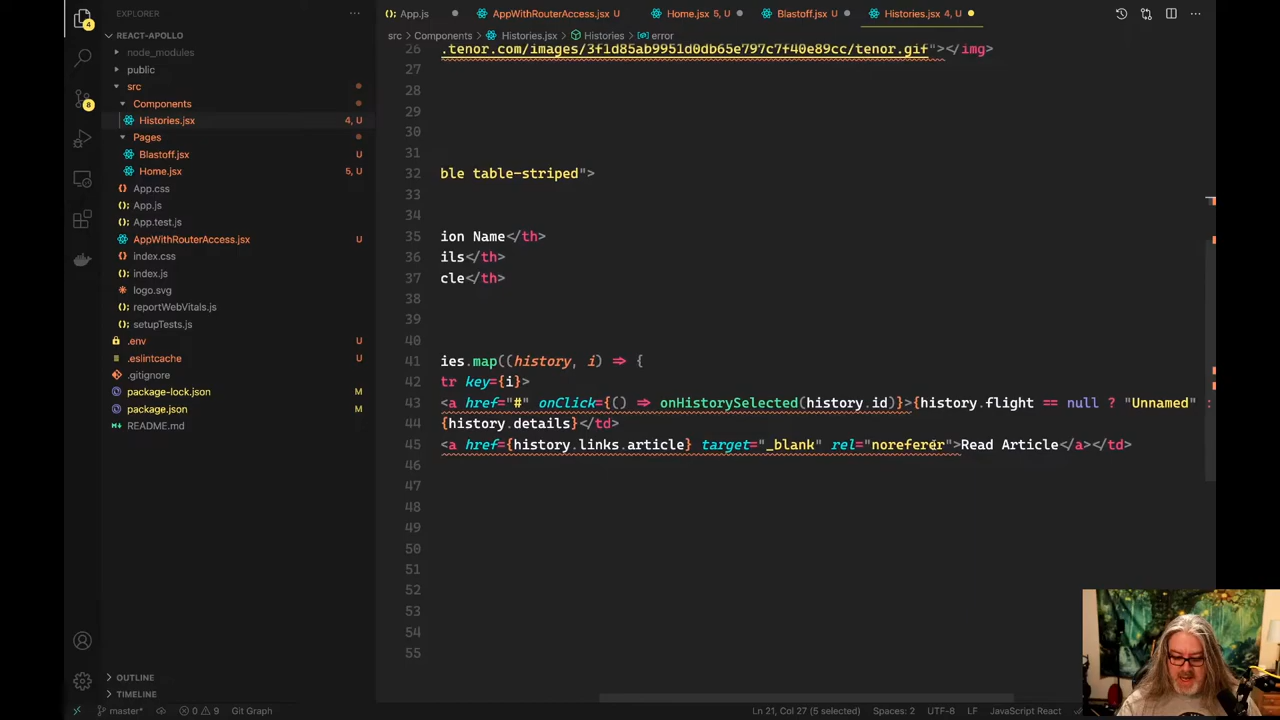 4
EXPLORER
App.js
AppWithRouterAccess.jsx U
Home.jsx 5, U
Blastoff.jsx U
Histories.jsx 4, U
REACT-APOLLO
src > Components > Histories.jsx > Histories > error
node_modules
public
src
Components
Histories.jsx 4, U
Pages
Blastoff.jsx U
Home.jsx 5, U
App.css
App.js
App.test.js
AppWithRouterAccess.jsx U
index.css
index.js
logo.svg
reportWebVitals.js
setupTests.js
.env U
.eslintcache U
.gitignore
package-lock.json M
package.json M
README.md
8
26 .tenor.com/images/3f1d85ab9951d0db65e797c7f40e89cc/tenor.gif"></img>
27
28
29
30
31
32 ble table-striped">
33
34
35 ion Name</th>
36 ils</th>
37 cle</th>
38
39
40
41 ies.map((history, i) => {
42 tr key={i}>
43 <a href="#" onClick={() => onHistorySelected(history.id)}>{history.flight == null ? "Unnamed" :
44 {history.details}</td>
45 <a href={history.links.article} target="_blank" rel="noreferer">Read Article</a></td>
46
47
48
49
50
51
52
53
54
55
OUTLINE
TIMELINE
master* 0 9 Git Graph Ln 21, Col 27 (5 selected) Spaces: 2 UTF-8 LF JavaScript React